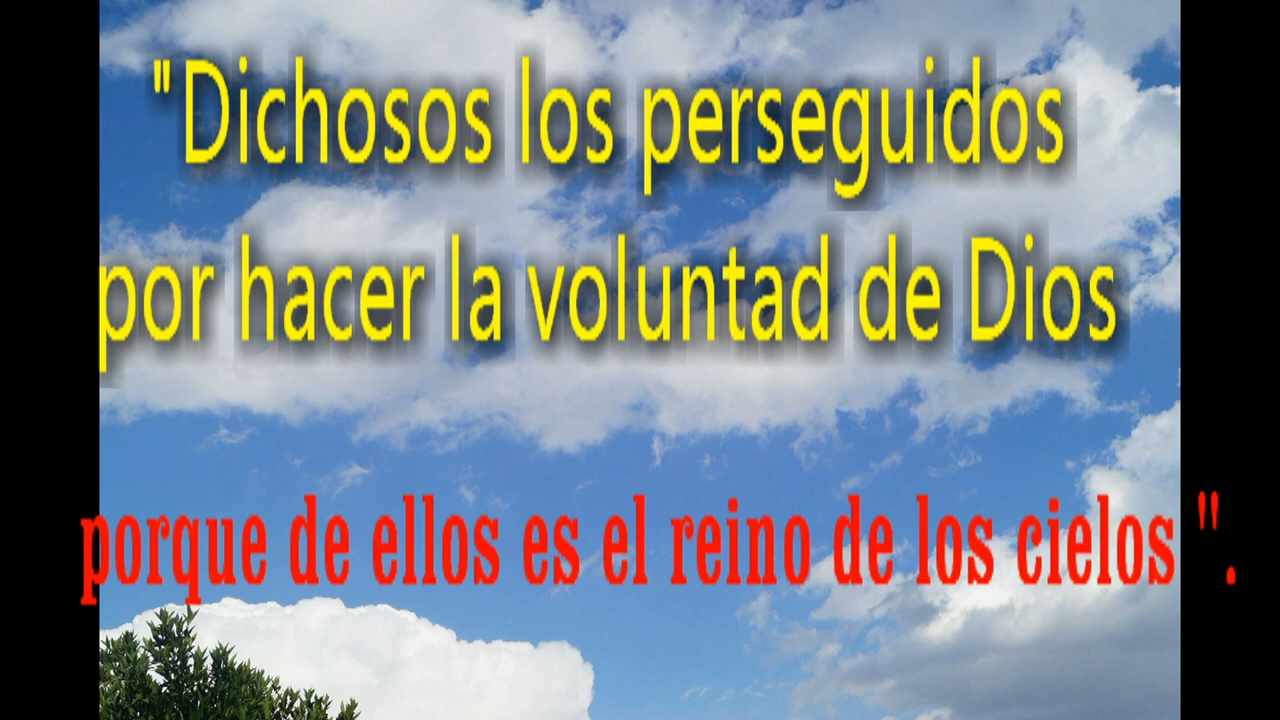 "Dichosos los perseguidos
por hacer la voluntad de Dios
porque de ellos es el reino de los cielos ".